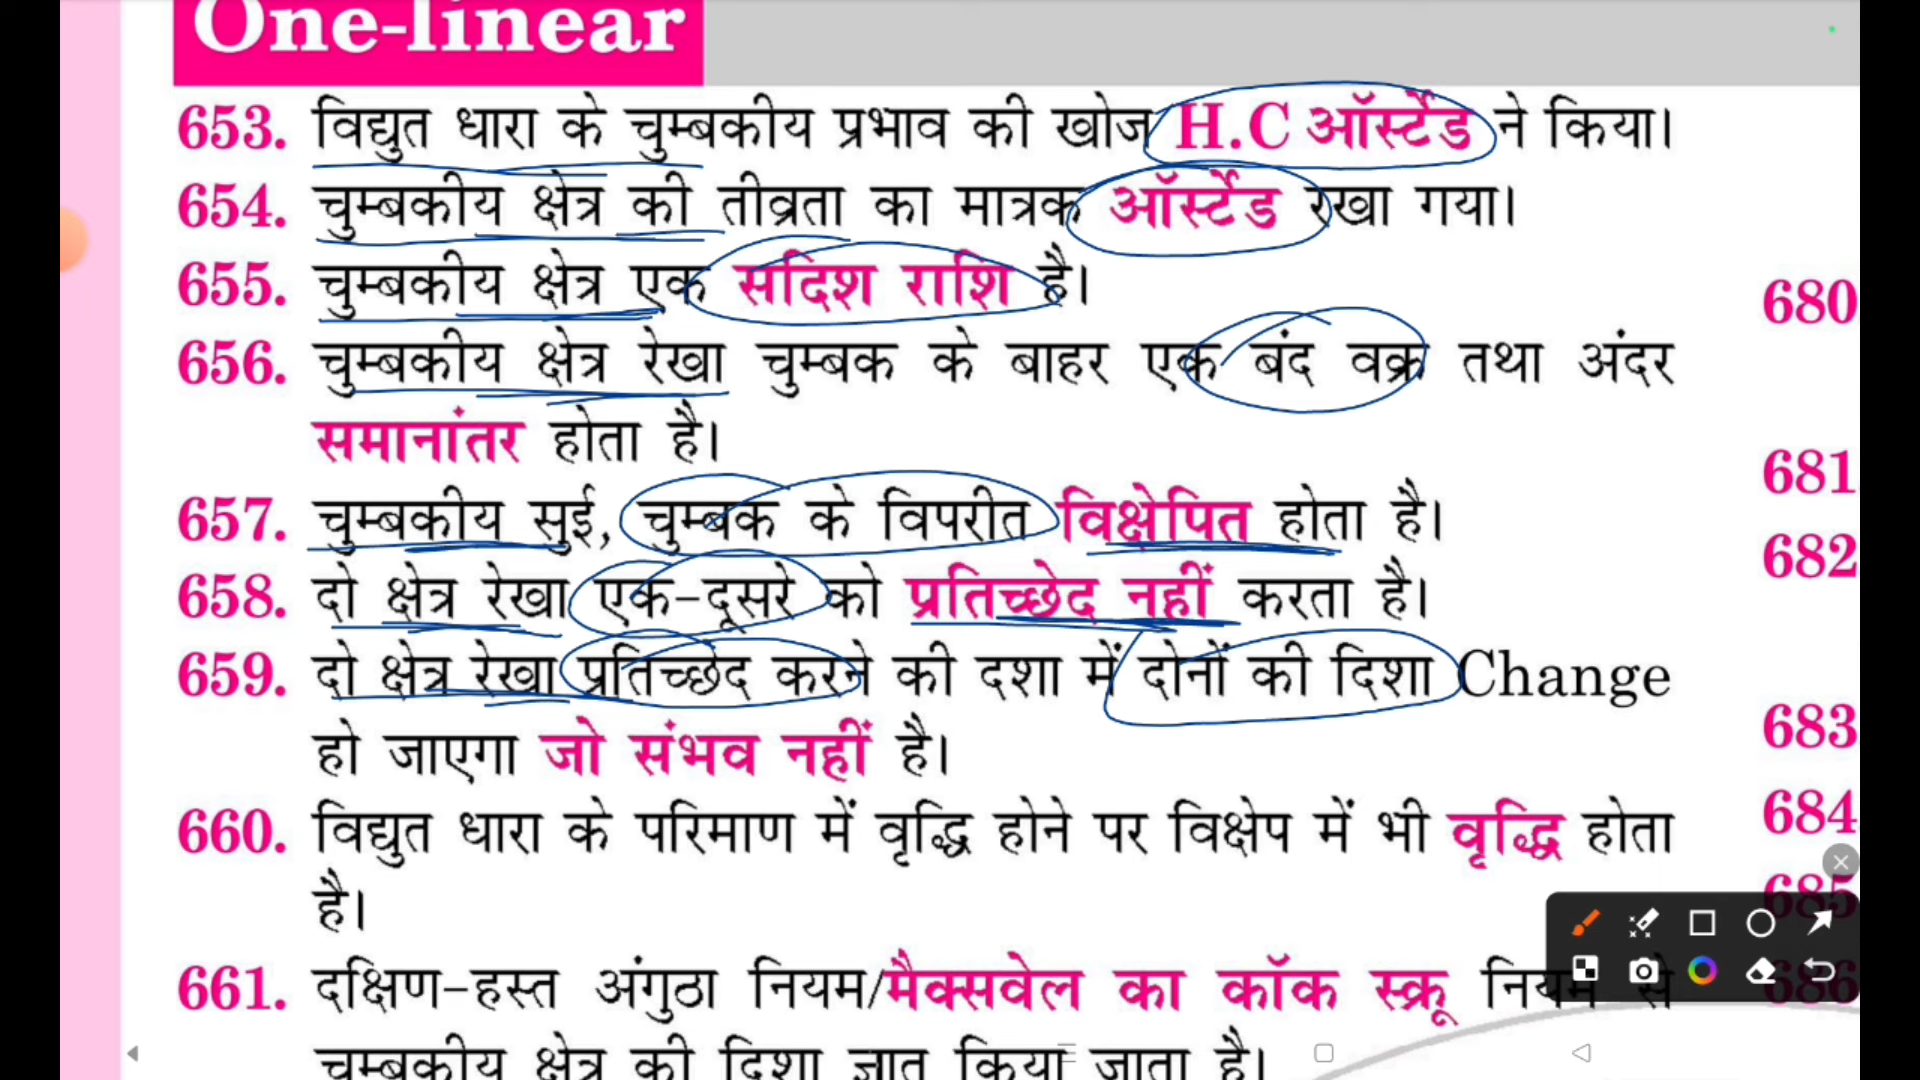 One-linear
653. विद्युत धारा के चुम्बकीय प्रभाव की खोज H.C ऑर्स्टेड ने किया।
654. चुम्बकीय क्षेत्र की तीव्रता का मात्रक ऑर्स्टेड रखा गया।
655. चुम्बकीय क्षेत्र एक सदिश राशि है।
656. चुम्बकीय क्षेत्र रेखा चुम्बक के बाहर एक बंद वक्र तथा अंदर
समानांतर होता है।
657. चुम्बकीय सुई, चुम्बक के विपरीत विक्षेपित होता है।
658. दो क्षेत्र रेखा एक-दूसरे को प्रतिच्छेद नहीं करता है।
659. दो क्षेत्र रेखा प्रतिच्छेद करने की दशा में दोनों की दिशा Change
हो जाएगा जो संभव नहीं है।
660. विद्युत धारा के परिमाण में वृद्धि होने पर विक्षेप में भी वृद्धि होता
है।
661. दक्षिण-हस्त अंगुठा नियम/मैक्सवेल का कॉक स्क्रू नियम से
चुम्बकीय क्षेत्र की दिशा ज्ञात किया जाता है।
680
681
682
683
684
685
686